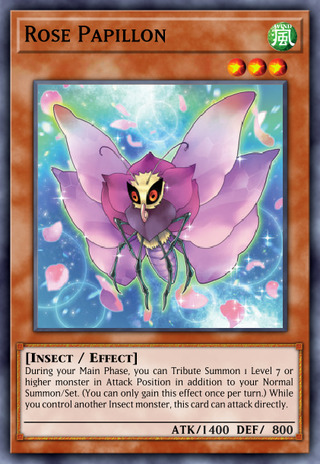 Rose Papillon
WIND
風
[Insect / Effect]
During your Main Phase, you can Tribute Summon 1 Level 7 or
higher monster in Attack Position in addition to your Normal
Summon/Set. (You can only gain this effect once per turn.) While
you control another Insect monster, this card can attack directly.
ATK/1400 DEF/ 800